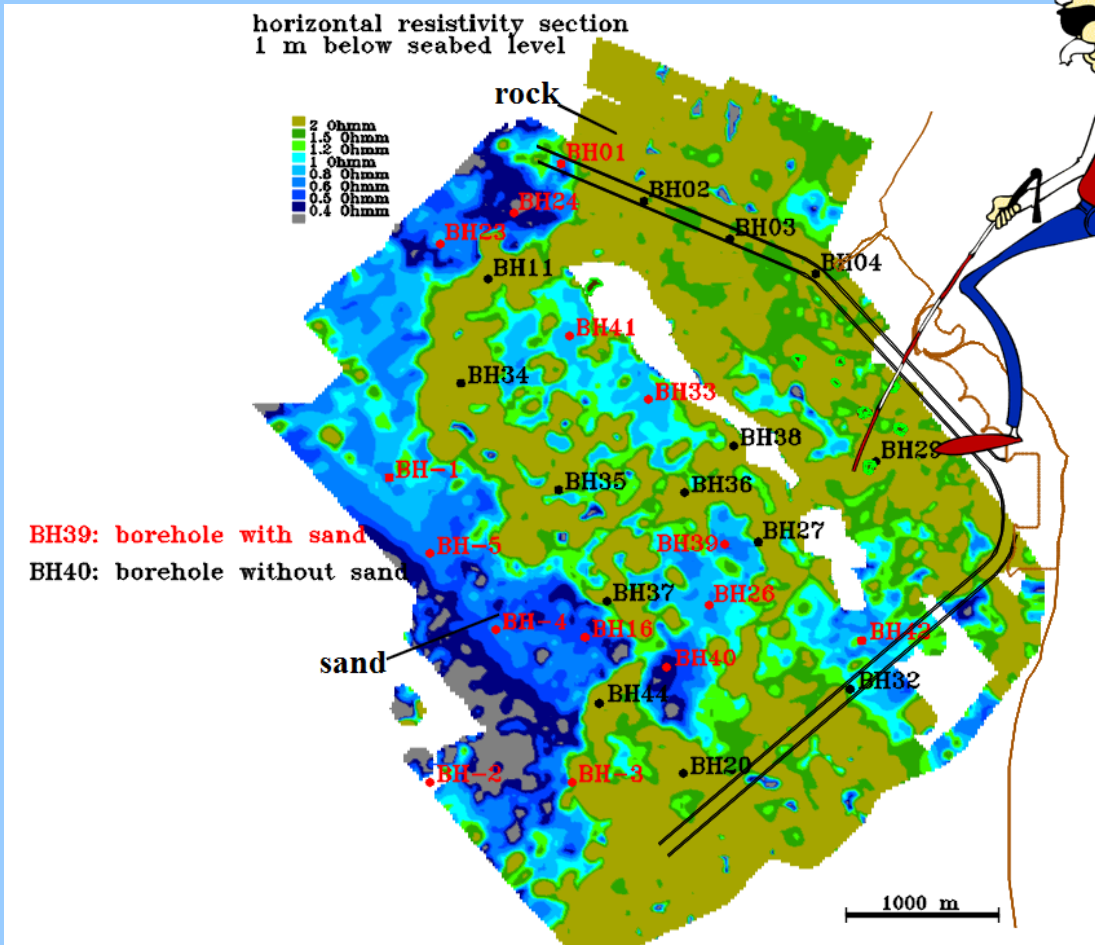 horizontal resistivity section
1 m below seabed level
rock
2 Ohmm
1.5 Ohmm
1.2 Ohmm
1 Ohmm
0.8 Ohmm
0.6 Ohmm
0.5 Ohmm
0.4 Ohmm
BH01
BH02
BH24
BH03
BH23
BH04
BH11
BH41
BH34
BH33
BH38
BH29
BH-1
BH35
BH36
BH39: borehole with sand
BH27
BH39
BH-5
BH40: borehole without sand
BH37
BH26
BH-4
BH16
BH42
sand
BH40
BH32
BH44
BH-2
BH-3
BH20
1000 m